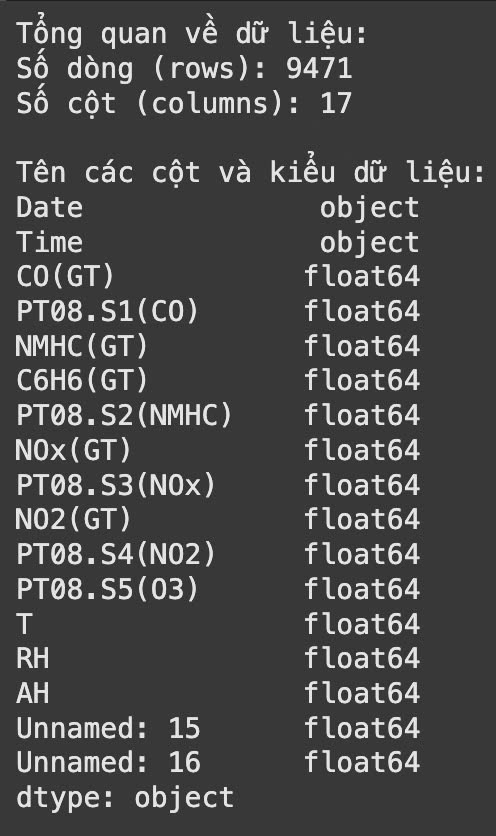 Tổng quan về dữ liệu:
Số dòng (rows): 9471
Số cột (columns): 17
Tên các cột và kiểu dữ liệu:
Date object
Time object
CO(GT) float64
PT08.S1(CO) float64
NMHC(GT) float64
C6H6(GT) float64
PT08.S2(NMHC) float64
NOx(GT) float64
PT08.S3(NOx) float64
NO2(GT) float64
PT08.S4(NO2) float64
PT08.S5(O3) float64
T float64
RH float64
AH float64
Unnamed: 15 float64
Unnamed: 16 float64
dtype: object